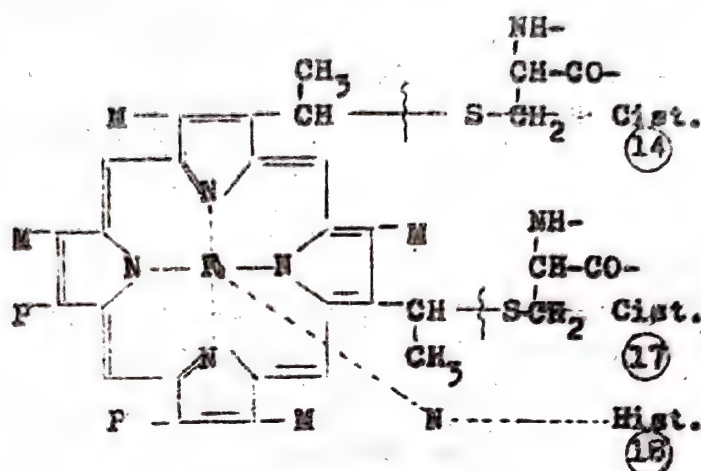 NH-
CH3
CH-CO-
M CH S CH2 Cist.
14
N
M N N M NH-
CH-CO-
P CH S CH2 Cist.
N CH3 17
P M N Hist.
18